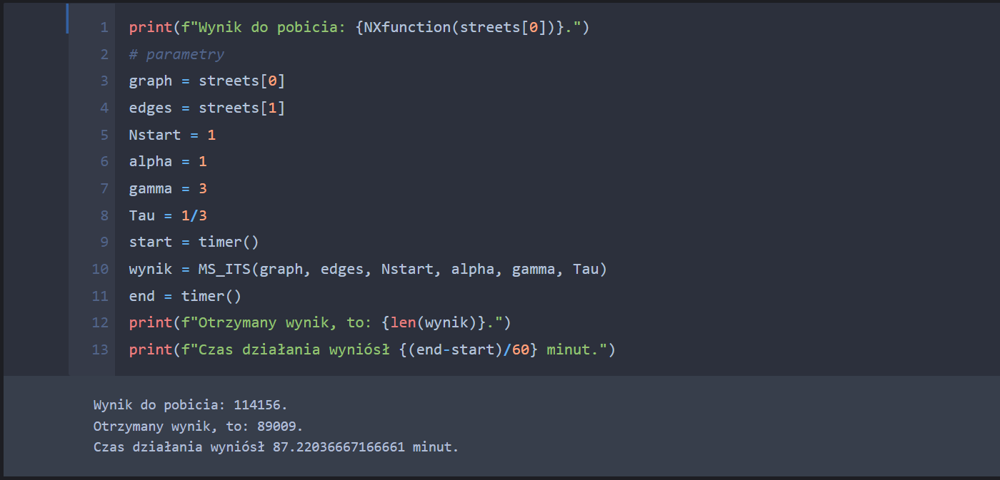 1 print(f"Wynik do pobicia: {NXfunction(streets[0])}.")
2 # parametry
3 graph = streets[0]
4 edges = streets[1]
5 Nstart = 1
6 alpha = 1
7 gamma = 3
8 Tau = 1/3
9 start = timer()
10 wynik = MS_ITS(graph, edges, Nstart, alpha, gamma, Tau)
11 end = timer()
12 print(f"Otrzymany wynik, to: {len(wynik)}.")
13 print(f"Czas działania wyniósł {(end-start)/60} minut.")
Wynik do pobicia: 114156.
Otrzymany wynik, to: 89009.
Czas działania wyniósł 87.22036667166661 minut.